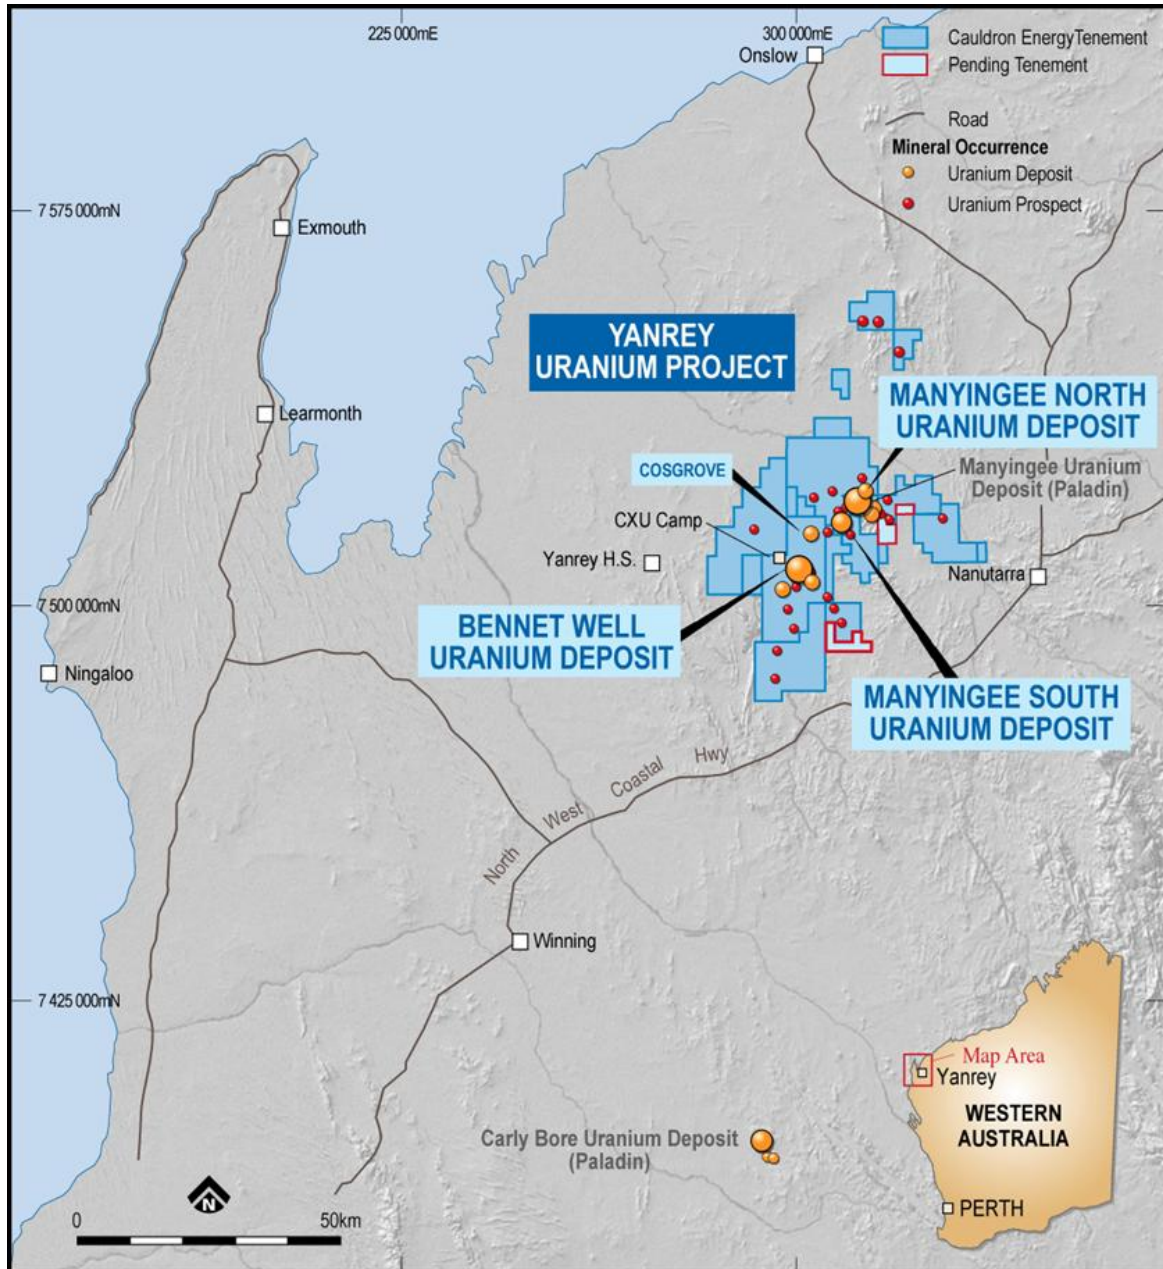 225 000mE
300 000mE
Onslow
Cauldron EnergyTenement
Pending Tenement
Road
Mineral Occurrence
Uranium Deposit
Uranium Prospect
7 575 000mN
Exmouth
YANREY
URANIUM PROJECT
MANYINGEE NORTH
URANIUM DEPOSIT
Learmonth
COSGROVE
Manyingee Uranium
Deposit (Paladin)
CXU Camp
Yanrey H.S.
Nanutarra
7 500 000mN
BENNET WELL
URANIUM DEPOSIT
Ningaloo
MANYINGEE SOUTH
URANIUM DEPOSIT
North West Coastal Hwy
Winning
7 425 000mN
Map Area
Yanrey
WESTERN
AUSTRALIA
PERTH
Carly Bore Uranium Deposit
(Paladin)
N
0
50km